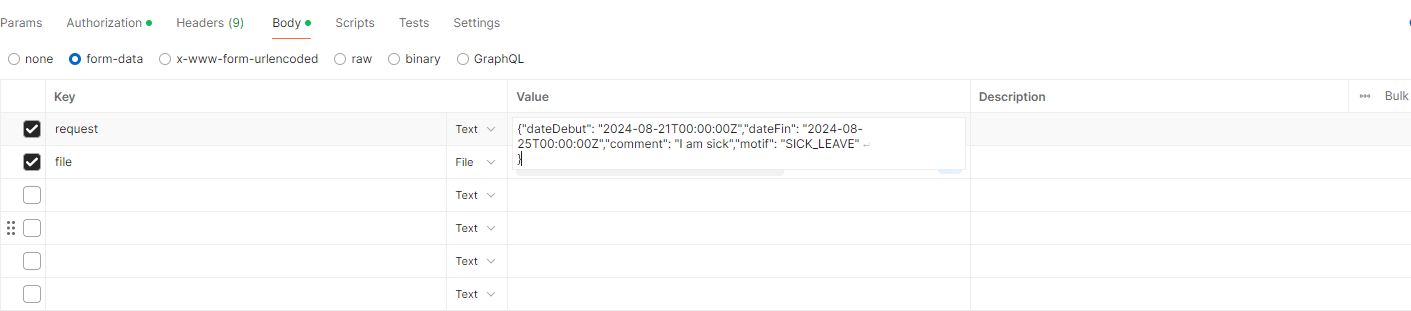 Params Authorization Headers (9) Body Scripts Tests Settings
none form-data x-www-form-urlencoded raw binary GraphQL
Key Value Description ••• Bulk
request Text {"dateDebut": "2024-08-21T00:00:00Z","dateFin": "2024-08-
25T00:00:00Z","comment": "I am sick","motif": "SICK_LEAVE" ↵
}
file File
Text
Text
Text
Text